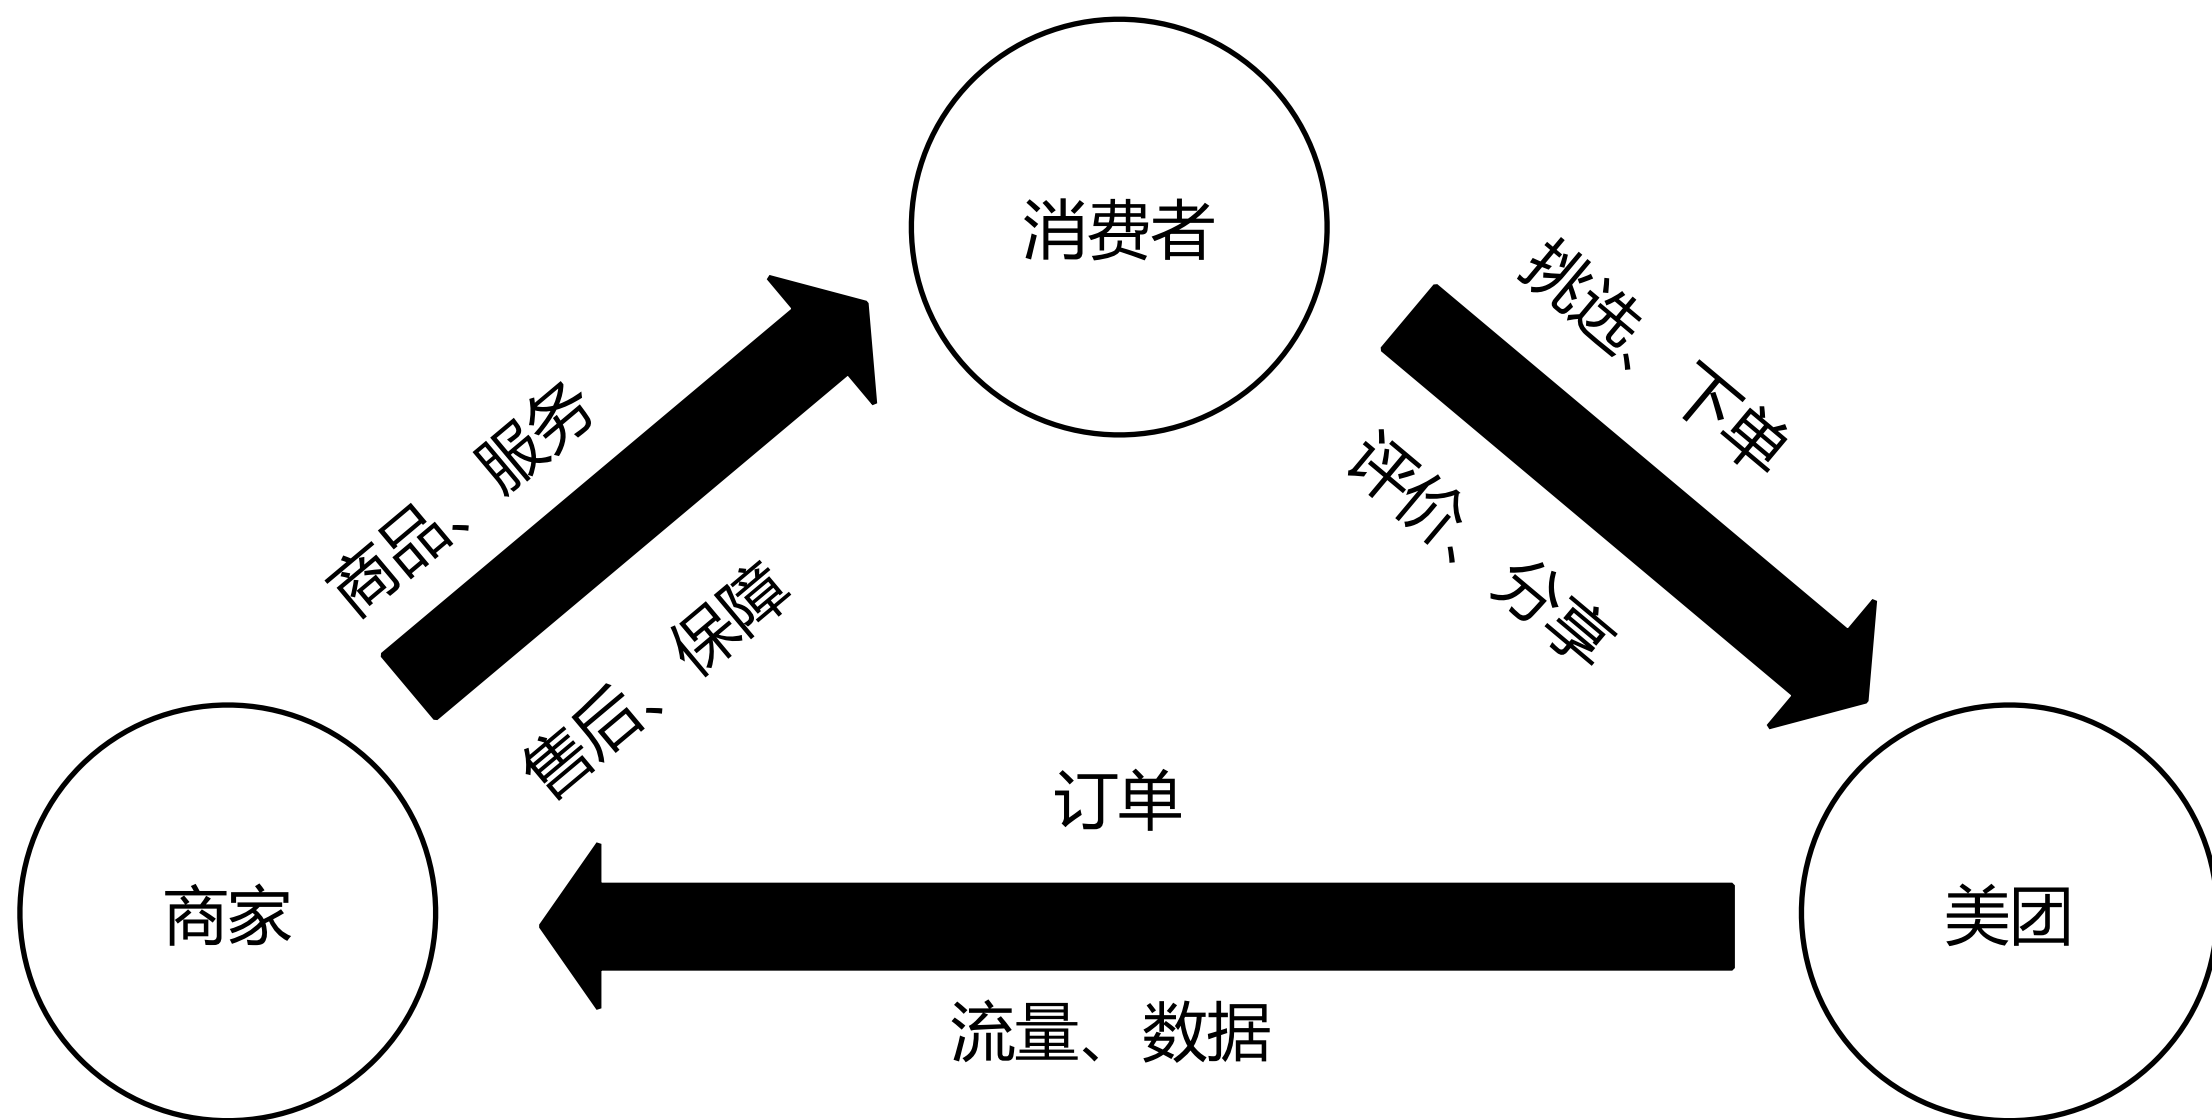 消费者
挑选、下单
商品、服务
评价、分享
售后、保障
订单
商家
美团
流量、数据